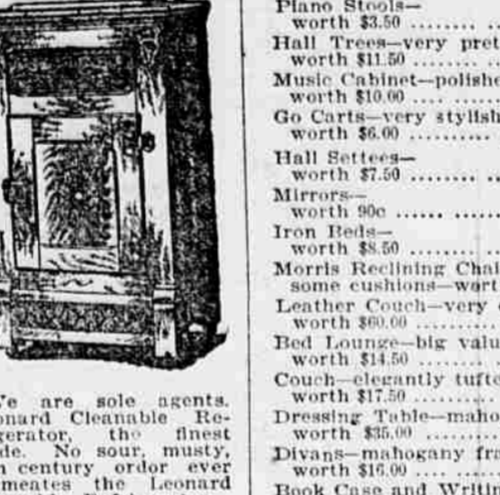 We are sole agents.
onard Cleanable Re-
gerator, the finest
de. No sour, musty,
h century ordor ever
meates the Leonard
Piano Stools—
worth $3.50 ........
Hall Trees—very pret
worth $11.50 ........
Music Cabinet—polishe
worth $10.00 .... ........
Go Carts—very stylish
worth $6.00 ..........
Hall Settees—
worth $7.50 ..........
Mirrors—
worth 90c ...... ......
Iron Beds—
worth $8.50 ..........
Morris Reclining Chai
some cushions—wort
Leather Couch—very
worth $60.00 ..........
Bed Lounge—big valu
worth $14.50 ..........
Couch—elegantly tufte
worth $17.50 ..........
Dressing Table—maho
worth $35.00 ..........
Divans—mahogany fra
worth $16.00 .... ......
Book Case and Writin